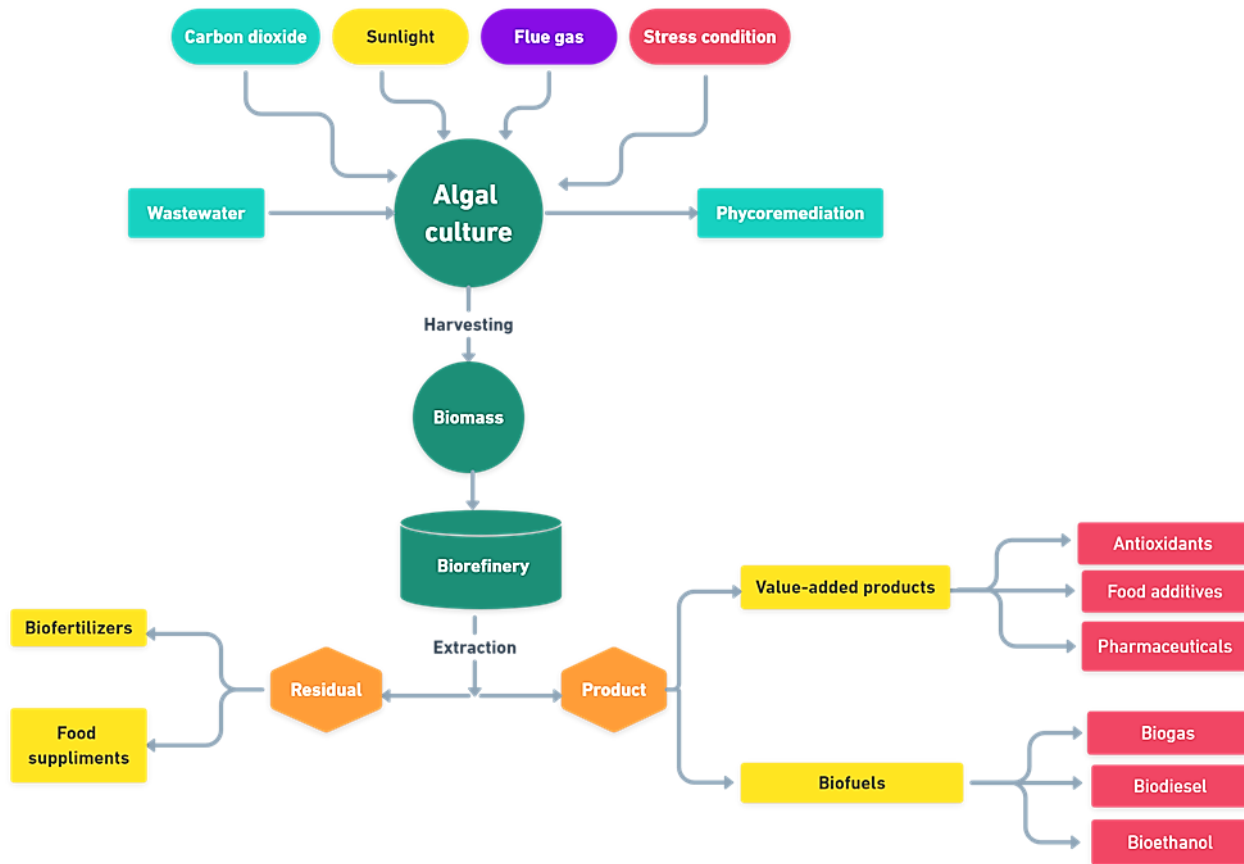 Carbon dioxide
Sunlight
Flue gas
Stress condition
Wastewater
Algal
culture
Phycoremediation
Harvesting
Biomass
Biorefinery
Extraction
Biofertilizers
Food
suppliments
Residual
Product
Value-added products
Antioxidants
Food additives
Pharmaceuticals
Biofuels
Biogas
Biodiesel
Bioethanol